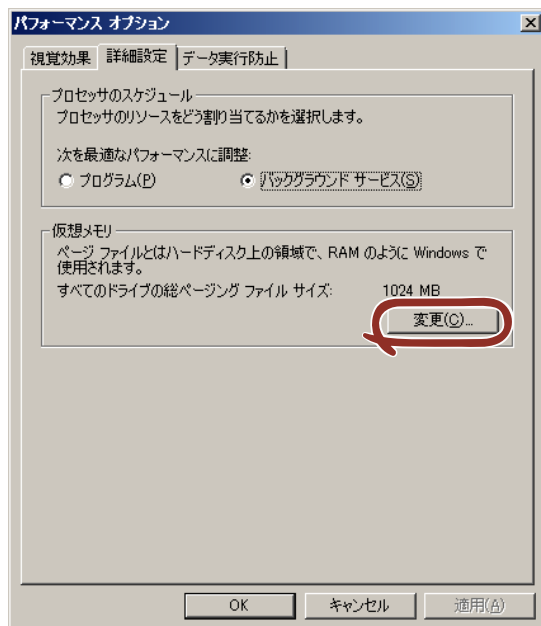 パフォーマンス オプション
視覚効果 詳細設定 データ実行防止
プロセッサのスケジュール
プロセッサのリソースをどう割り当てるかを選択します。
次を最適なパフォーマンスに調整:
プログラム(P) バックグラウンド サービス(S)
仮想メモリ
ページ ファイルとはハードディスク上の領域で、RAM のように Windows で
使用されます。
すべてのドライブの総ページング ファイル サイズ: 1024 MB
変更(C)...
OK キャンセル 適用(A)